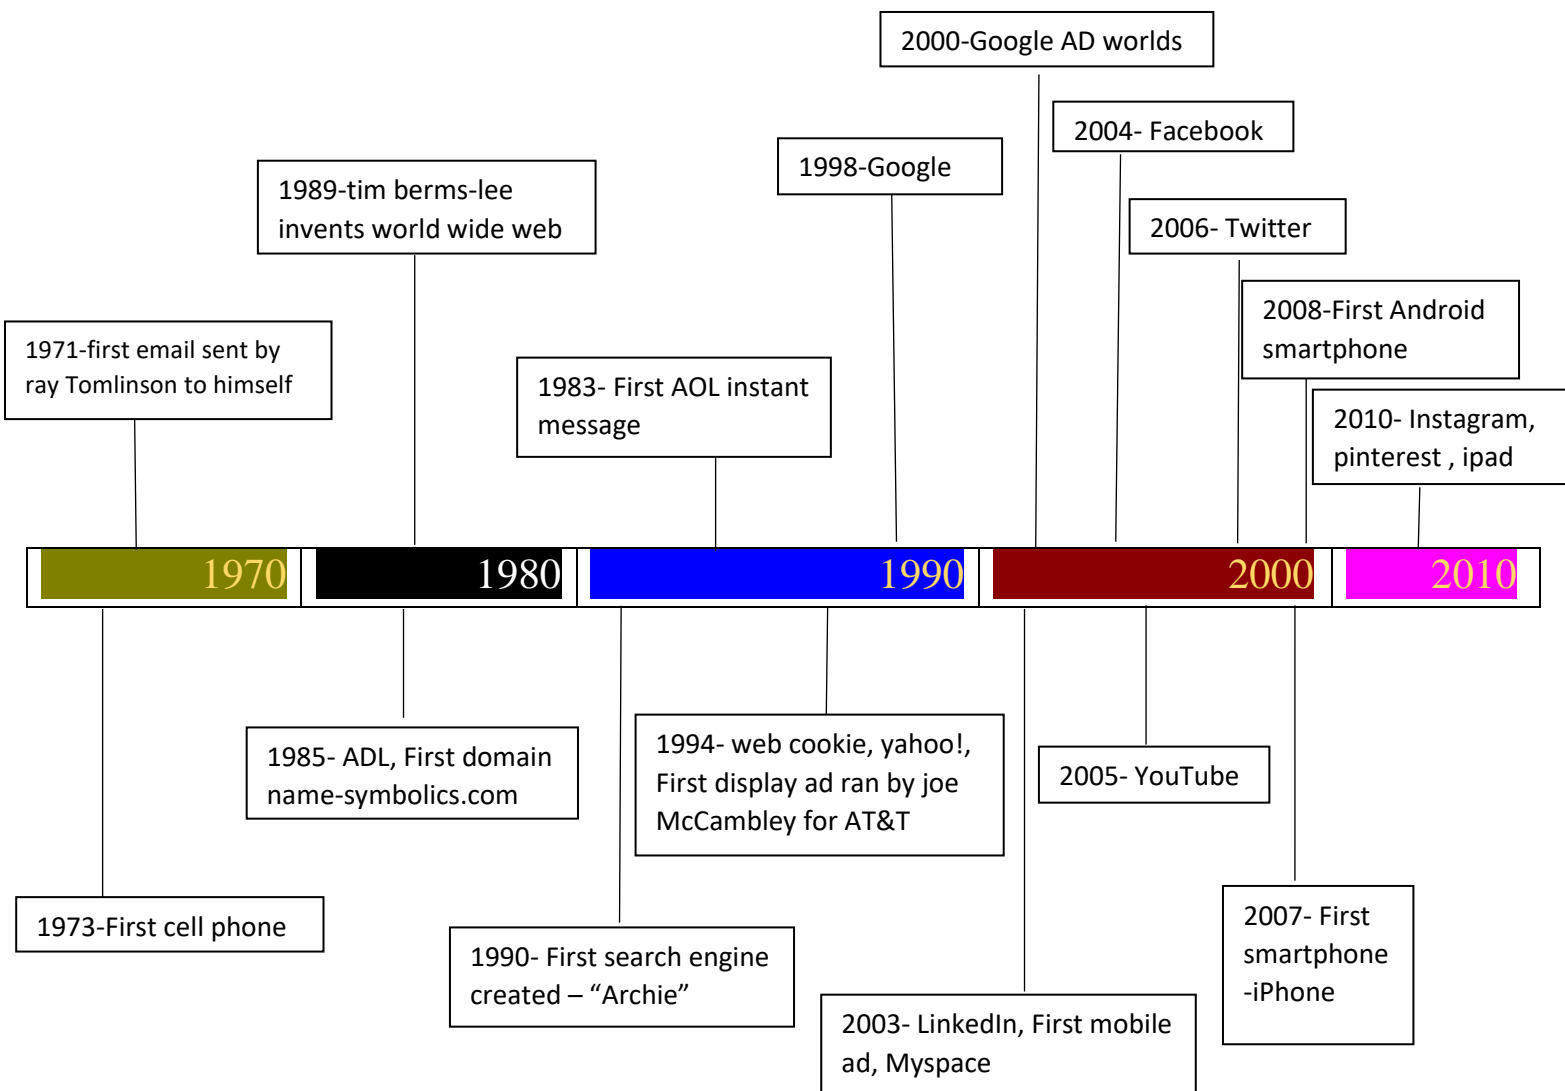 2000-Google AD worlds
2004- Facebook
1998-Google
1989-tim berms-lee
invents world wide web
2006- Twitter
2008-First Android
smartphone
1971-first email sent by
ray Tomlinson to himself
1983- First AOL instant
message
2010- Instagram,
pinterest , ipad
1970
1980
1990
2000
2010
1985- ADL, First domain
name-symbolics.com
1994- web cookie, yahoo!,
First display ad ran by joe
McCambley for AT&T
2005- YouTube
1973-First cell phone
1990- First search engine
created – “Archie”
2007- First
smartphone
-iPhone
2003- LinkedIn, First mobile
ad, Myspace